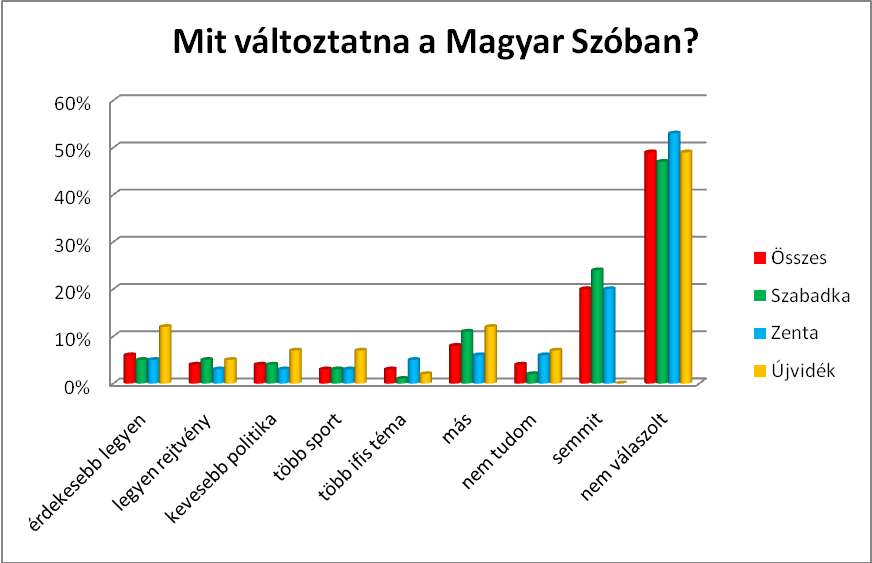 Mit változtatna a Magyar Szóban?
60%
50%
40%
30%
20%
10%
0%
érdekesebb legyen
legyen rejtvény
kevesebb politika
több sport
több ifis téma
más
nem tudom
semmit
nem válaszolt
Összes
Szabadka
Zenta
Újvidék